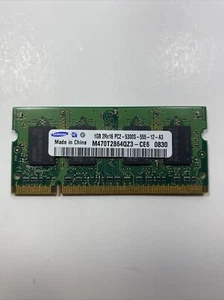 SAMSUNG 1GB 2Rx16 PC2-5300S-555-12-A3
M470T2864QZ3-CE6 0830
Made in China